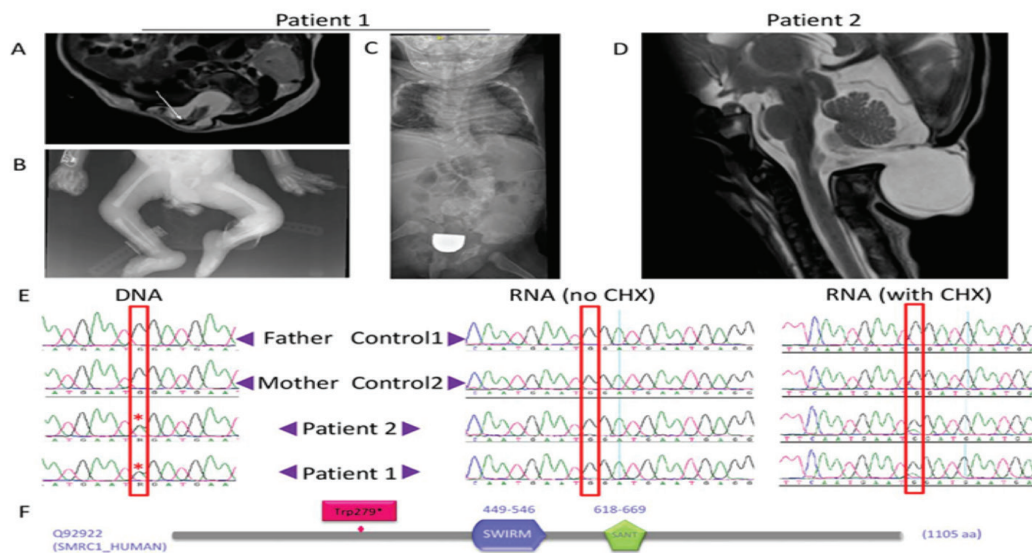 Patient 1
Patient 2
A
B
C
D
E
DNA
RNA (no CHX)
RNA (with CHX)
Father Control1
Mother Control2
Patient 2
Patient 1
* 
*
F
Trp279*
449-546
618-669
Q92922
(SMRC1_HUMAN)
SWIRM
SANT
(1105 aa)